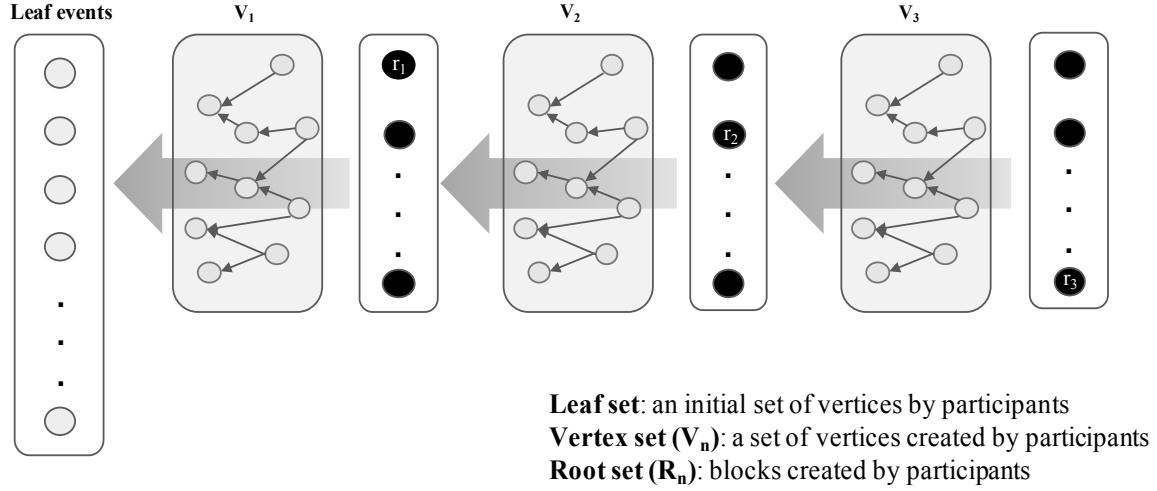 Leaf events
V1
V2
V3
r1
r2
r3
Leaf set: an initial set of vertices by participants
Vertex set (Vn): a set of vertices created by participants
Root set (Rn): blocks created by participants